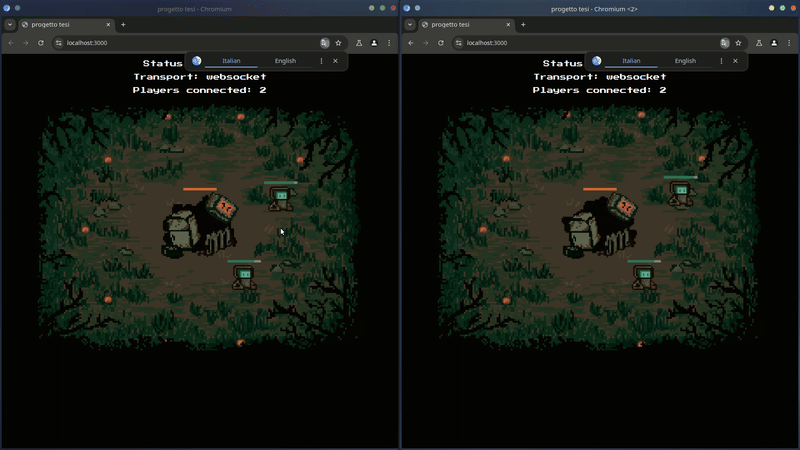 progetto tesi - Chromium
progetto tesi
localhost:3000
Italian
English
Status
Transport: websocket
Players connected: 2
progetto tesi - Chromium <2>
progetto tesi
localhost:3000
Italian
English
Status
Transport: websocket
Players connected: 2